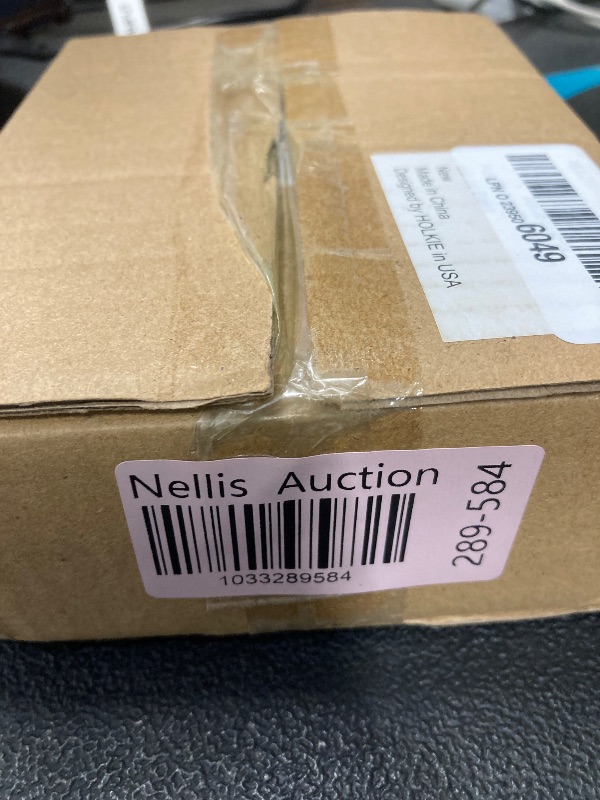 New
Made in China
Designed by HOLKIE in USA
6049
Nellis Auction
1033289584
289-584